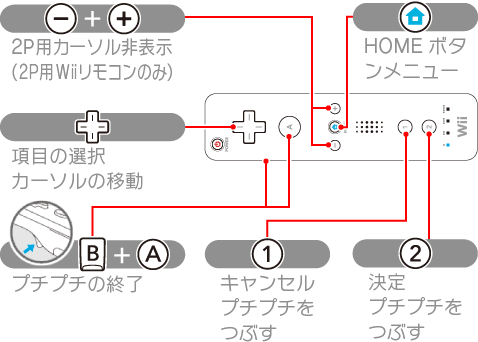 − + +
2P用カーソル非表示
(2P用Wiiリモコンのみ)
HOME ボタ
ンメニュー
項目の選択
カーソルの移動
A
1
2
Wii
B + A
プチプチの終了
1
キャンセル
プチプチを
つぶす
2
決定
プチプチを
つぶす